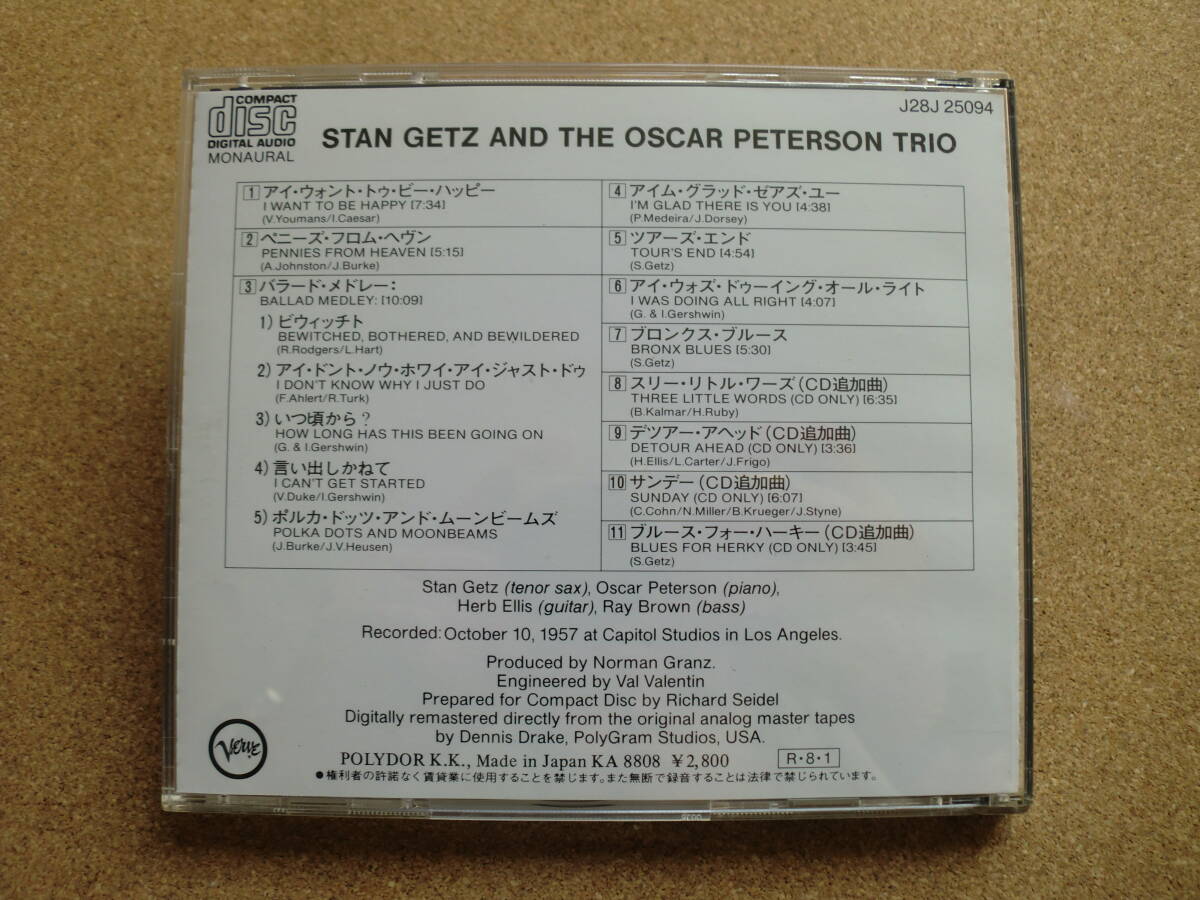 COMPACT
disc
DIGITAL AUDIO
MONAURAL
J28J 25094
STAN GETZ AND THE OSCAR PETERSON TRIO
1 アイ・ウォント・トゥ・ビー・ハッピー
I WANT TO BE HAPPY [7:34]
(V.Youmans/I.Caesar)
2 ペニーズ・フロム・ヘヴン
PENNIES FROM HEAVEN [5:15]
(A.Johnston/J.Burke)
3 バラード・メドレー:
BALLAD MEDLEY: [10:09]
1) ビウィッチト
BEWITCHED, BOTHERED, AND BEWILDERED
(R.Rodgers/L.Hart)
2) アイ・ドント・ノウ・ホワイ・アイ・ジャスト・ドゥ
I DON'T KNOW WHY I JUST DO
(F.Ahlert/R.Turk)
3) いつ頃から?
HOW LONG HAS THIS BEEN GOING ON
(G. & I.Gershwin)
4) 言い出しかねて
I CAN'T GET STARTED
(V.Duke/I.Gershwin)
5) ポルカ・ドッツ・アンド・ムーンビームズ
POLKA DOTS AND MOONBEAMS
(J.Burke/J.V.Heusen)
4 アイム・グラッド・ゼアズ・ユー
I'M GLAD THERE IS YOU [4:38]
(P.Medeira/J.Dorsey)
5 ツアーズ・エンド
TOUR'S END [4:54]
(S.Getz)
6 アイ・ウォズ・ドゥーイング・オール・ライト
I WAS DOING ALL RIGHT [4:07]
(G. & I.Gershwin)
7 ブロンクス・ブルース
BRONX BLUES [5:30]
(S.Getz)
8 スリー・リトル・ワーズ(CD追加曲)
THREE LITTLE WORDS (CD ONLY) [6:35]
(B.Kalmar/H.Ruby)
9 デツアー・アヘッド(CD追加曲)
DETOUR AHEAD (CD ONLY) [3:36]
(H.Ellis/L.Carter/J.Frigo)
10 サンデー(CD追加曲)
SUNDAY (CD ONLY) [6:07]
(C.Cohn/N.Miller/B.Krueger/J.Styne)
11 ブルース・フォー・ハーキー(CD追加曲)
BLUES FOR HERKY (CD ONLY) [3:45]
(S.Getz)
Stan Getz (tenor sax), Oscar Peterson (piano),
Herb Ellis (guitar), Ray Brown (bass)
Recorded: October 10, 1957 at Capitol Studios in Los Angeles.
Produced by Norman Granz.
Engineered by Val Valentin
Prepared for Compact Disc by Richard Seidel
Digitally remastered directly from the original analog master tapes
by Dennis Drake, PolyGram Studios, USA.
Verve
POLYDOR K.K., Made in Japan KA 8808 ¥2,800 R・8・1
●権利者の許諾なく賃貸業に使用することを禁じます。また無断で録音することは法律で禁じられています。